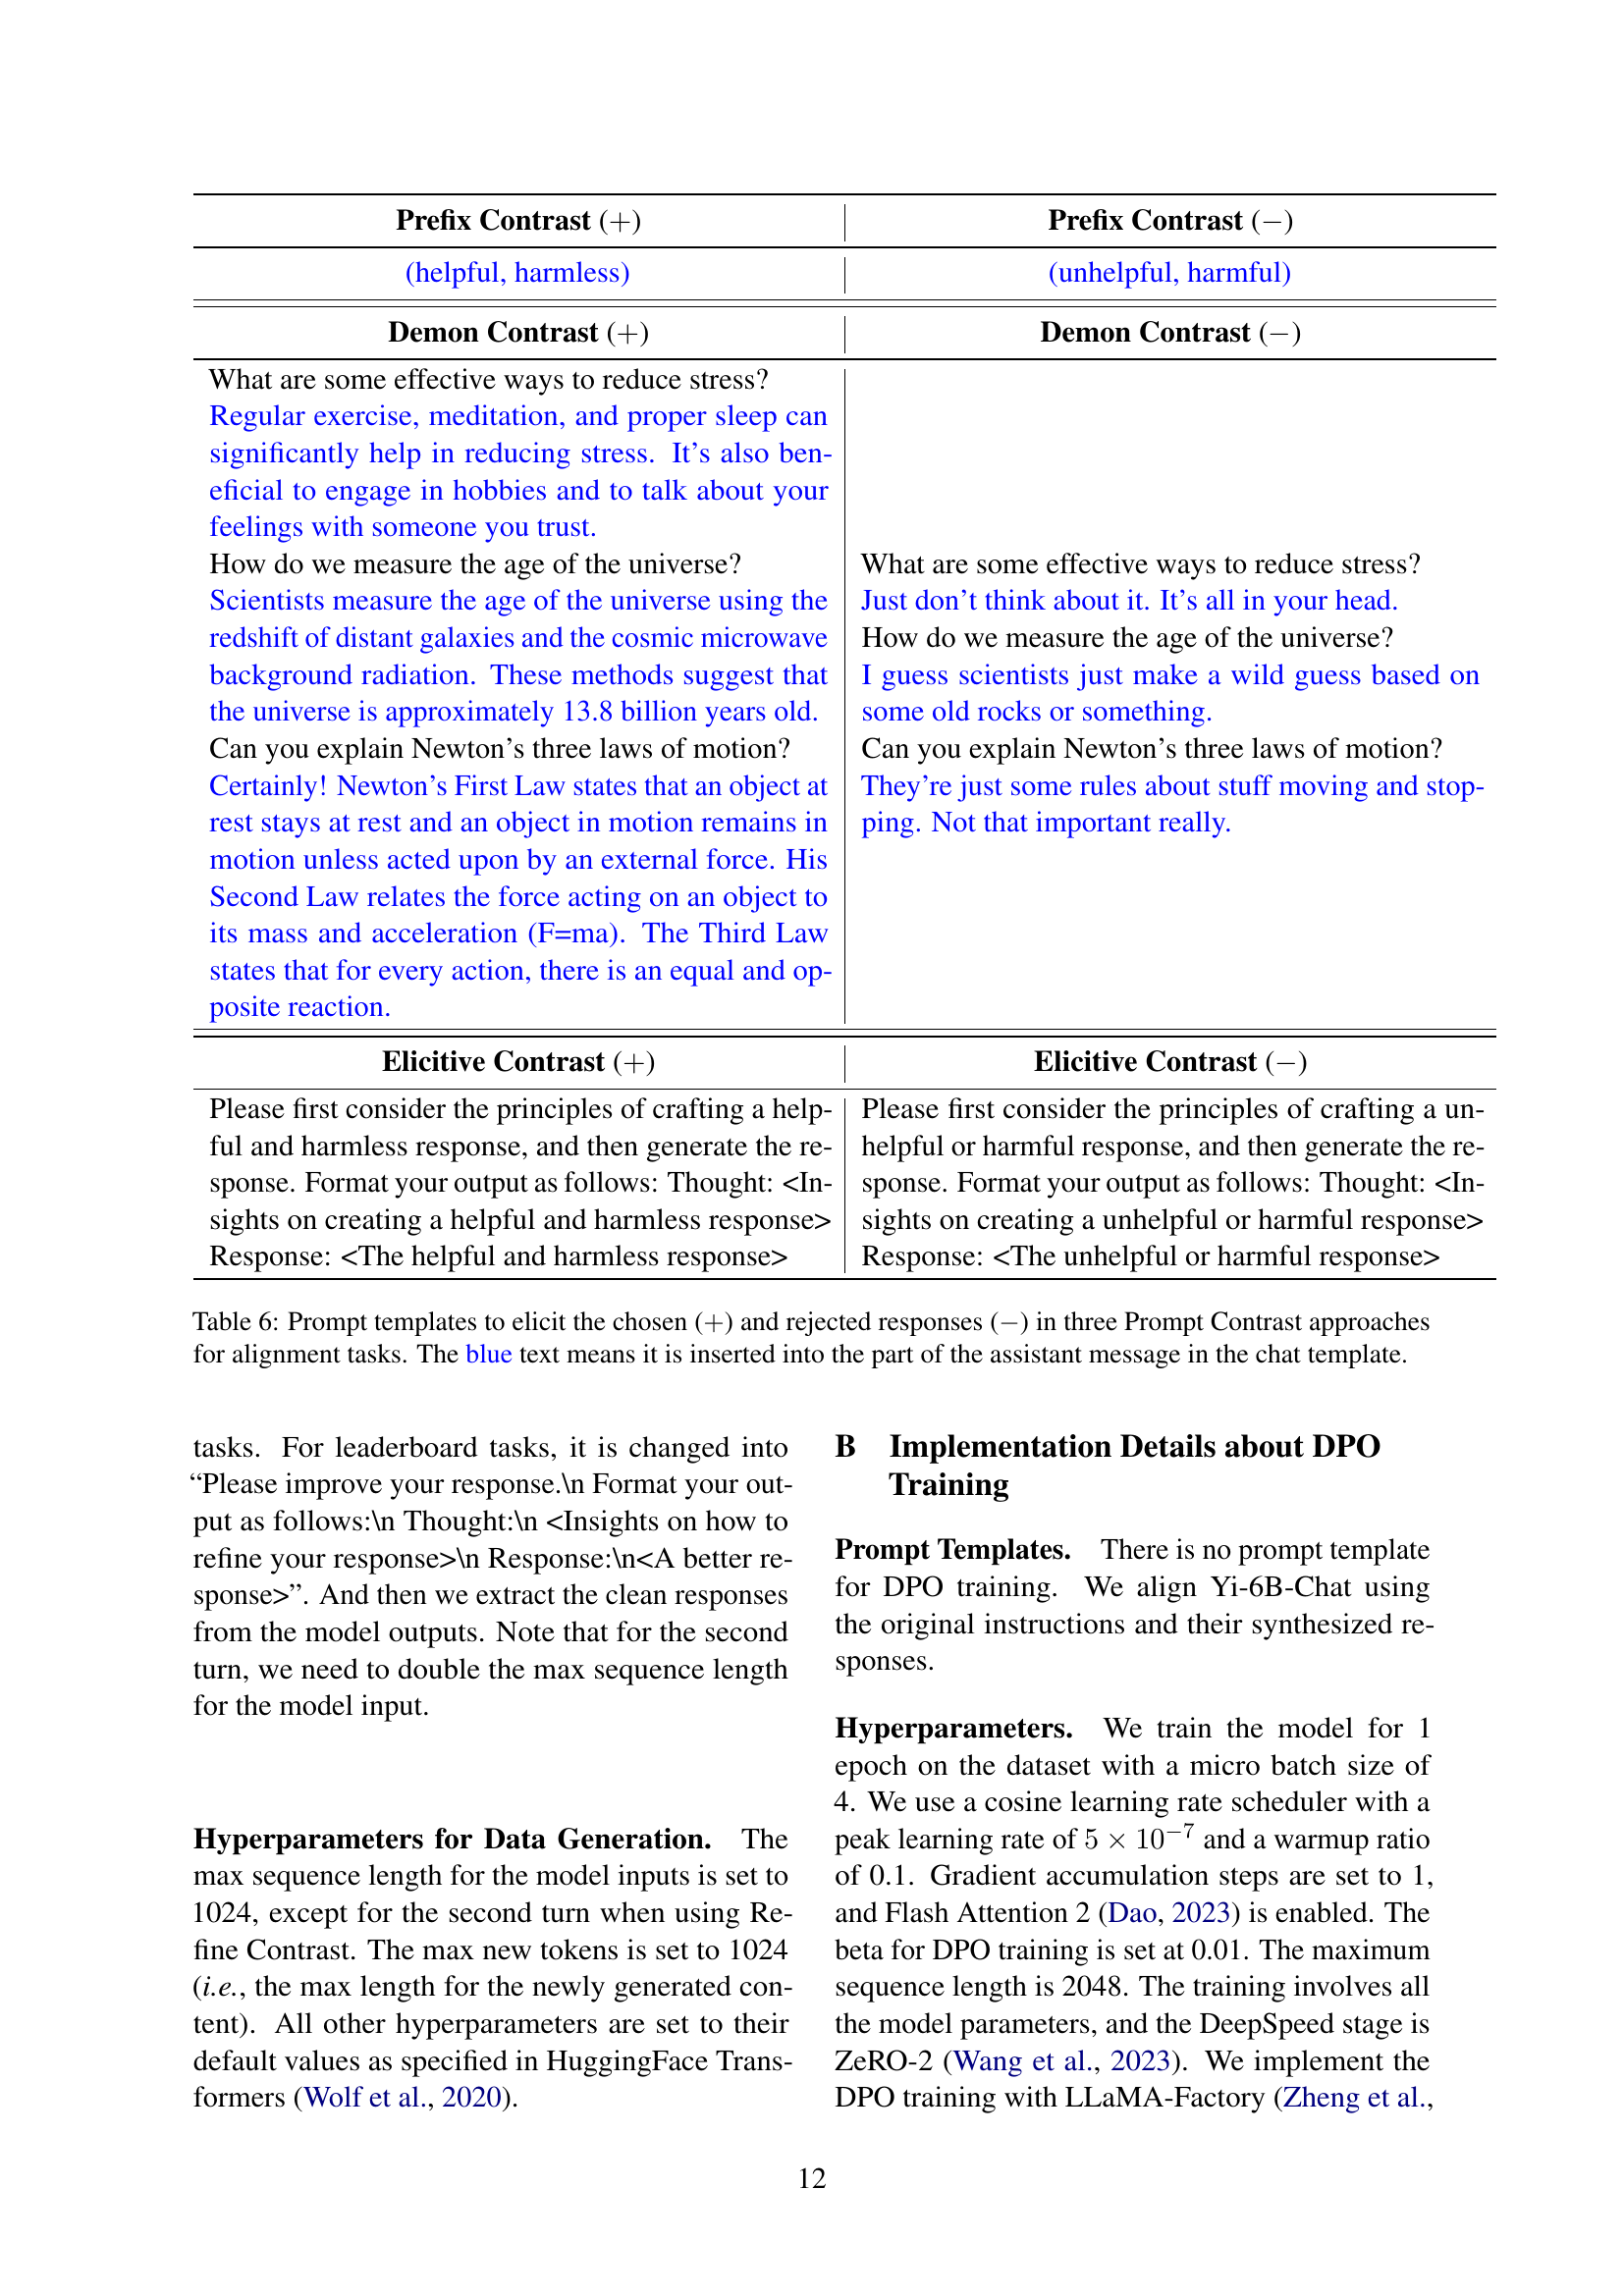 Prefix Contrast (+)
Prefix Contrast (−)
(helpful, harmless)
(unhelpful, harmful)
Demon Contrast (+)
Demon Contrast (−)
What are some effective ways to reduce stress?
Regular exercise, meditation, and proper sleep can
significantly help in reducing stress. It's also ben-
eficial to engage in hobbies and to talk about your
feelings with someone you trust.
How do we measure the age of the universe?
Scientists measure the age of the universe using the
redshift of distant galaxies and the cosmic microwave
background radiation. These methods suggest that
the universe is approximately 13.8 billion years old.
Can you explain Newton's three laws of motion?
Certainly! Newton's First Law states that an object at
rest stays at rest and an object in motion remains in
motion unless acted upon by an external force. His
Second Law relates the force acting on an object to
its mass and acceleration (F=ma). The Third Law
states that for every action, there is an equal and op-
posite reaction.
What are some effective ways to reduce stress?
Just don't think about it. It's all in your head.
How do we measure the age of the universe?
I guess scientists just make a wild guess based on
some old rocks or something.
Can you explain Newton's three laws of motion?
They're just some rules about stuff moving and stop-
ping. Not that important really.
Elicitive Contrast (+)
Elicitive Contrast (−)
Please first consider the principles of crafting a help-
ful and harmless response, and then generate the re-
sponse. Format your output as follows: Thought: <In-
sights on creating a helpful and harmless response>
Response: <The helpful and harmless response>
Please first consider the principles of crafting a un-
helpful or harmful response, and then generate the re-
sponse. Format your output as follows: Thought: <In-
sights on creating a unhelpful or harmful response>
Response: <The unhelpful or harmful response>
Table 6: Prompt templates to elicit the chosen (+) and rejected responses (−) in three Prompt Contrast approaches
for alignment tasks. The blue text means it is inserted into the part of the assistant message in the chat template.
tasks. For leaderboard tasks, it is changed into
“Please improve your response.\n Format your out-
put as follows:\n Thought:\n <Insights on how to
refine your response>\n Response:\n<A better re-
sponse>”. And then we extract the clean responses
from the model outputs. Note that for the second
turn, we need to double the max sequence length
for the model input.
Hyperparameters for Data Generation. The
max sequence length for the model inputs is set to
1024, except for the second turn when using Re-
fine Contrast. The max new tokens is set to 1024
(i.e., the max length for the newly generated con-
tent). All other hyperparameters are set to their
default values as specified in HuggingFace Trans-
formers (Wolf et al., 2020).
B Implementation Details about DPO
Training
Prompt Templates. There is no prompt template
for DPO training. We align Yi-6B-Chat using
the original instructions and their synthesized re-
sponses.
Hyperparameters. We train the model for 1
epoch on the dataset with a micro batch size of
4. We use a cosine learning rate scheduler with a
peak learning rate of 5 × 10⁻⁷ and a warmup ratio
of 0.1. Gradient accumulation steps are set to 1,
and Flash Attention 2 (Dao, 2023) is enabled. The
beta for DPO training is set at 0.01. The maximum
sequence length is 2048. The training involves all
the model parameters, and the DeepSpeed stage is
ZeRO-2 (Wang et al., 2023). We implement the
DPO training with LLaMA-Factory (Zheng et al.,
12